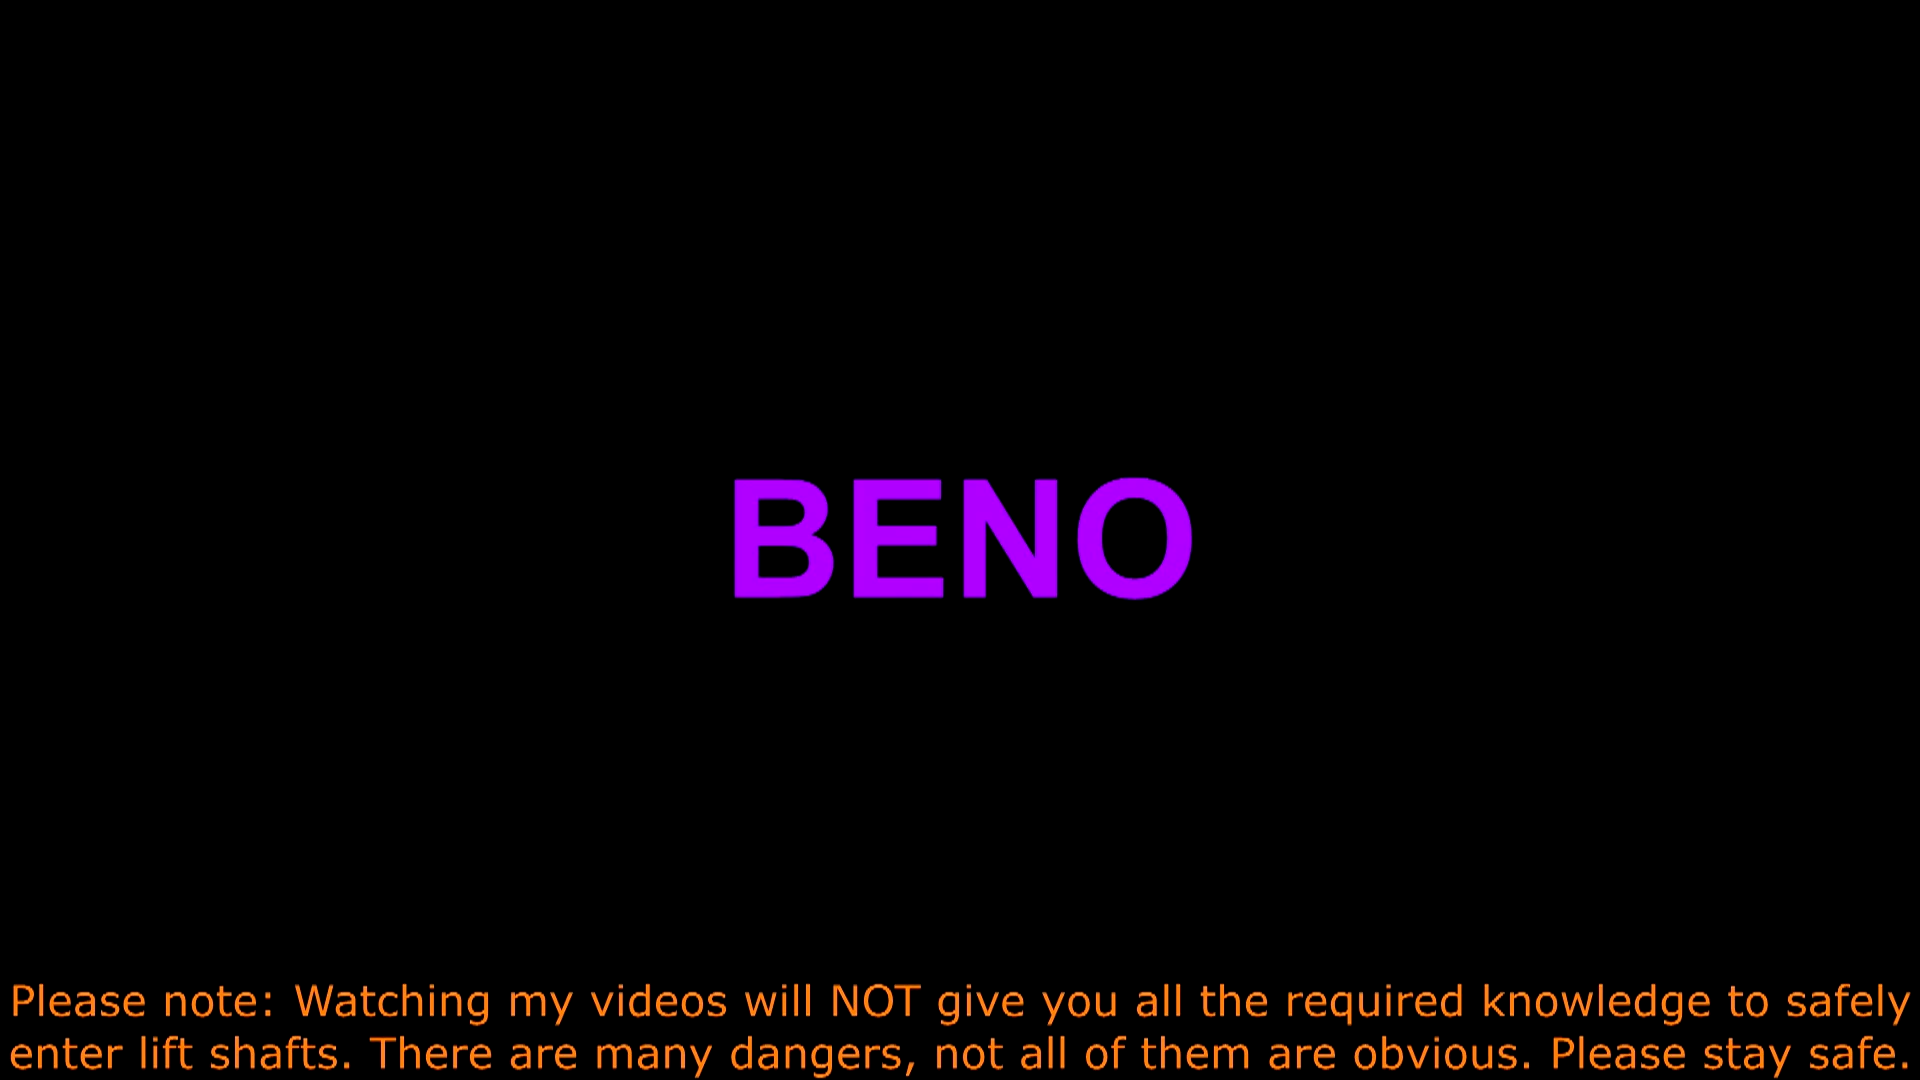 BENO
Please note: Watching my videos will NOT give you all the required knowledge to safely
enter lift shafts. There are many dangers, not all of them are obvious. Please stay safe.